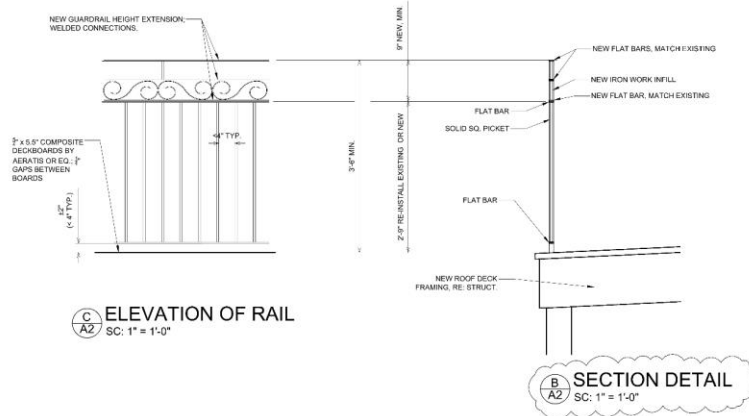 NEW GUARDRAIL HEIGHT EXTENSION;
WELDED CONNECTIONS.
<4" TYP.
x 5.5" COMPOSITE
DECKBOARDS BY
AERATIS OR EQ.;
GAPS BETWEEN
BOARDS
±2"
(< 4" TYP.)
C
A2
ELEVATION OF RAIL
SC: 1" = 1'-0"
3'-6" MIN.
9" NEW, MIN.
2'-9" RE-INSTALL EXISTING OR NEW
NEW FLAT BARS, MATCH EXISTING
NEW IRON WORK INFILL
NEW FLAT BAR, MATCH EXISTING
FLAT BAR
SOLID SQ. PICKET
FLAT BAR
NEW ROOF DECK
FRAMING, RE: STRUCT.
B
A2
SECTION DETAIL
SC: 1" = 1'-0"